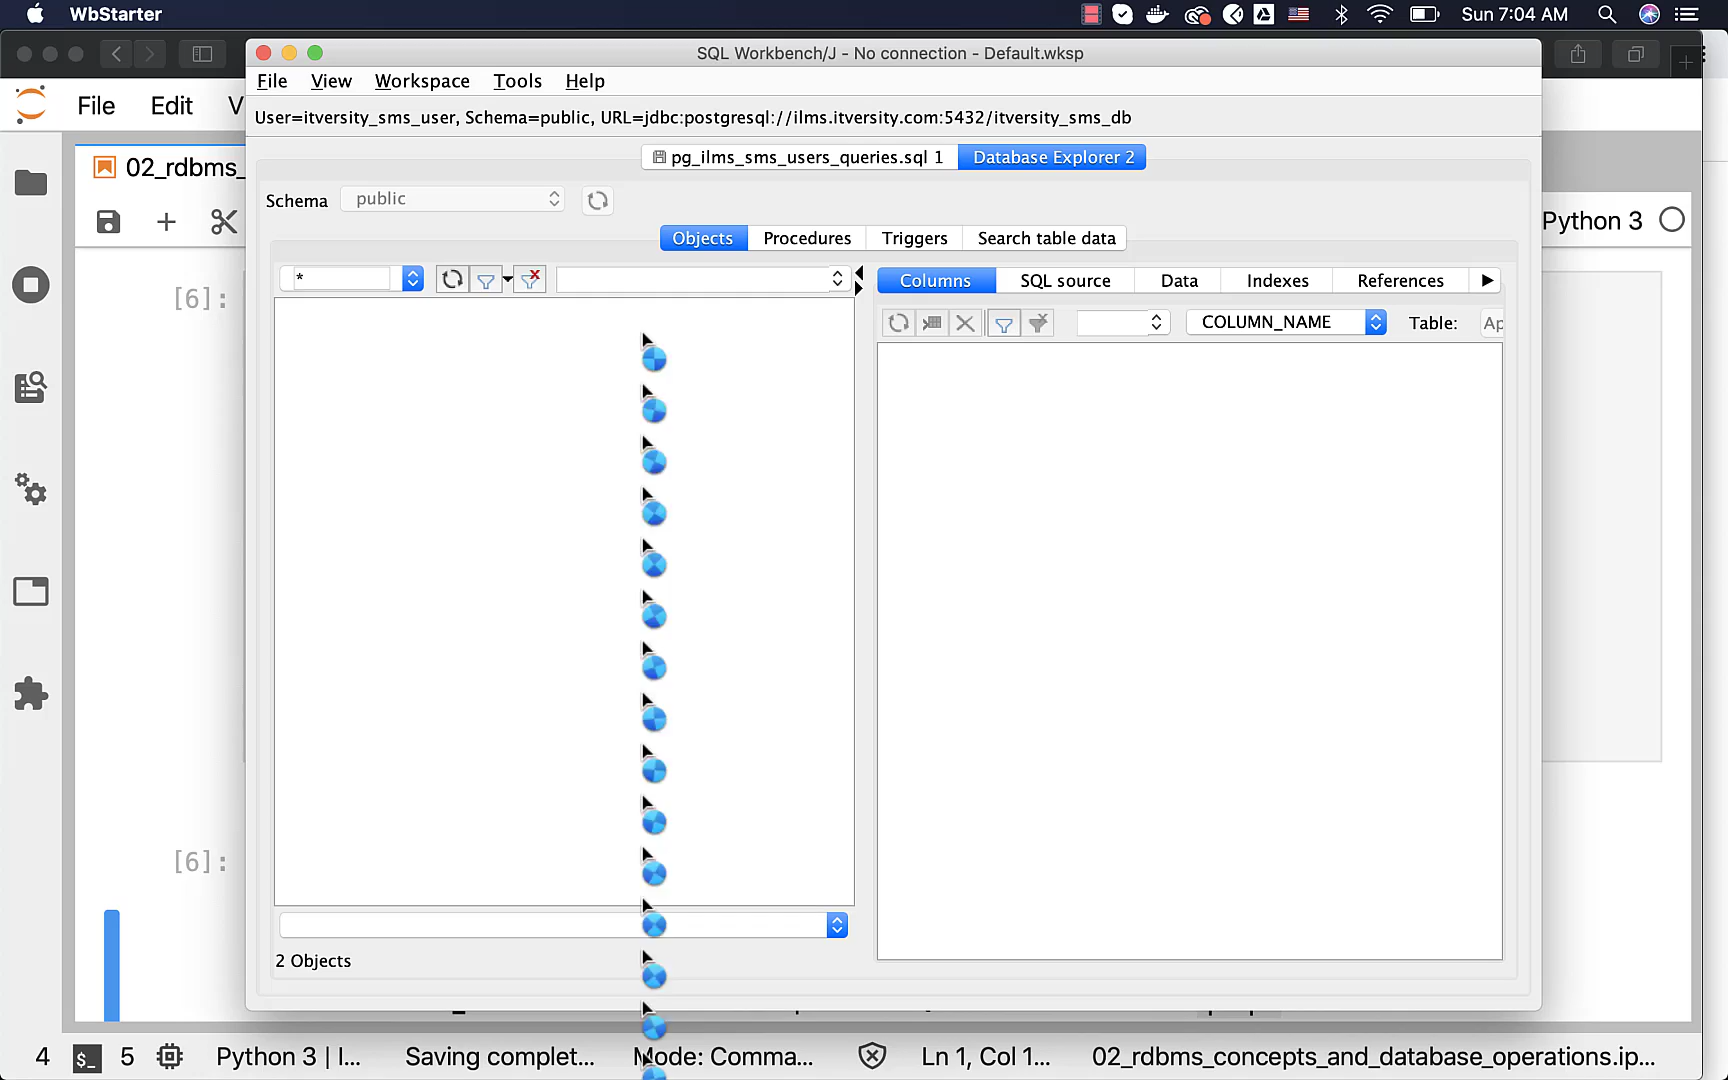 WbStarter
Sun 7:04 AM
SQL Workbench/J - No connection - Default.wksp
File View Workspace Tools Help
File Edit V
User=itversity_sms_user, Schema=public, URL=jdbc:postgresql://ilms.itversity.com:5432/itversity_sms_db
02_rdbms_
pg_ilms_sms_users_queries.sql 1
Database Explorer 2
Schema public
Python 3
Objects Procedures Triggers Search table data
*
Columns SQL source Data Indexes References
COLUMN_NAME Table: Ap
[6]:
[6]:
2 Objects
4 $_ 5 Python 3 | I... Saving complet... Mode: Comma... Ln 1, Col 1... 02_rdbms_concepts_and_database_operations.ip...